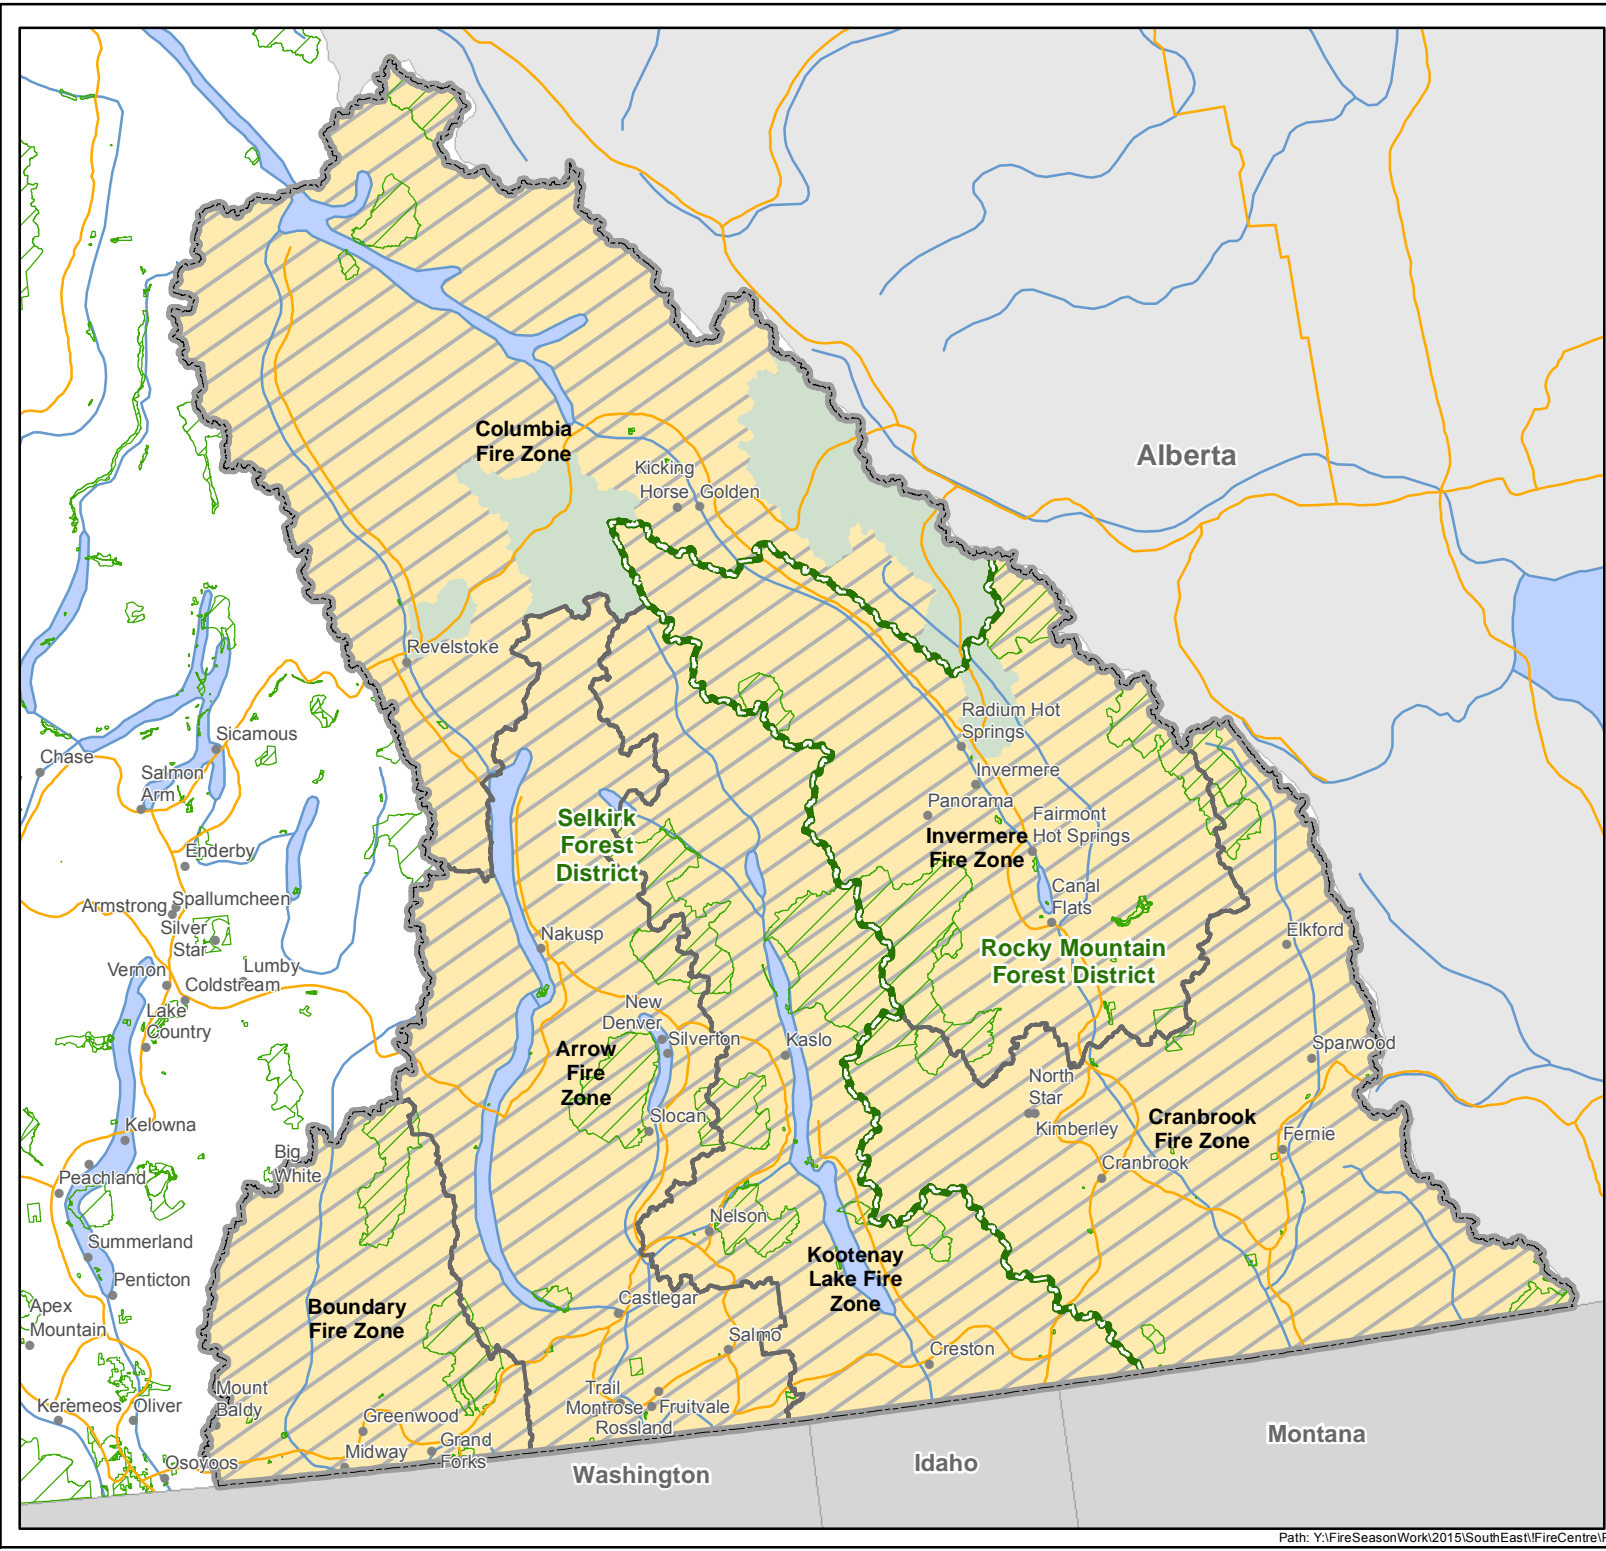 Columbia
Fire Zone
Kicking
Horse
Golden
Alberta
Revelstoke
Radium Hot
Springs
Invermere
Panorama
Fairmont
Hot Springs
Invermere
Fire Zone
Canal
Flats
Rocky Mountain
Forest District
Elkford
Sicamous
Chase
Salmon
Arm
Enderby
Spallumcheen
Armstrong
Silver
Star
Vernon
Lumby
Coldstream
Lake
Country
Selkirk
Forest
District
Nakusp
New
Denver
Silverton
Kaslo
Arrow
Fire
Zone
Slocan
Sparwood
North
Star
Kimberley
Cranbrook
Fire Zone
Fernie
Cranbrook
Kelowna
Big
White
Peachland
Summerland
Penticton
Apex
Mountain
Nelson
Kootenay
Lake Fire
Zone
Boundary
Fire Zone
Castlegar
Salmo
Creston
Mount
Baldy
Keremeos
Oliver
Greenwood
Midway
Grand
Forks
Osoyoos
Trail
Montrose
Fruitvale
Rossland
Washington
Idaho
Montana
Path: Y:\FireSeasonWork\2015\SouthEast\!FireCentre\F